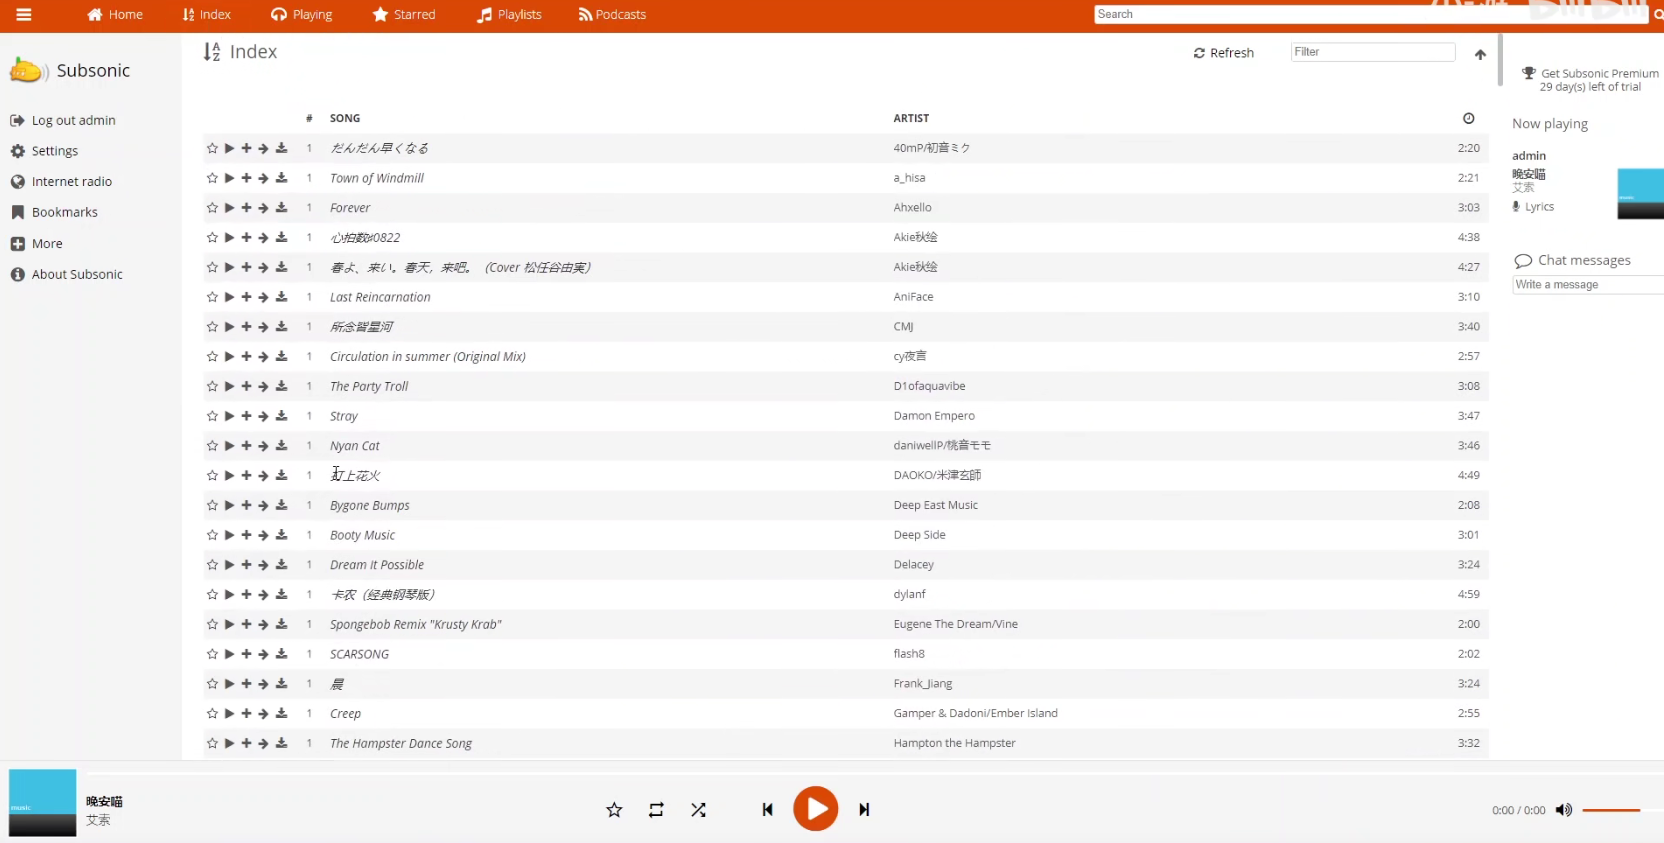 Home Index Playing Starred Playlists Podcasts
Search
Subsonic
Log out admin
Settings
Internet radio
Bookmarks
More
About Subsonic
Index
Refresh
Filter
# SONG ARTIST
1 だんだん早くなる 40mP/初音ミク 2:20
1 Town of Windmill a_hisa 2:21
1 Forever Ahxello 3:03
1 心拍数#0822 Akie秋绘 4:38
1 春よ、来い。春天，来吧。（Cover 松任谷由実） Akie秋绘 4:27
1 Last Reincarnation AniFace 3:10
1 所念皆星河 CMJ 3:40
1 Circulation in summer (Original Mix) cy夜言 2:57
1 The Party Troll D1ofaquavibe 3:08
1 Stray Damon Empero 3:47
1 Nyan Cat daniwellP/桃音モモ 3:46
1 打上花火 DAOKO/米津玄師 4:49
1 Bygone Bumps Deep East Music 2:08
1 Booty Music Deep Side 3:01
1 Dream It Possible Delacey 3:24
1 卡农（经典钢琴版） dylanf 4:59
1 Spongebob Remix "Krusty Krab" Eugene The Dream/Vine 2:00
1 SCARSONG flash8 2:02
1 晨 Frank_Jiang 3:24
1 Creep Gamper & Dadoni/Ember Island 2:55
1 The Hampster Dance Song Hampton the Hampster 3:32
Get Subsonic Premium
29 day(s) left of trial
Now playing
admin
晚安喵
艾索
Lyrics
Chat messages
Write a message
music
晚安喵
艾索
0:00 / 0:00